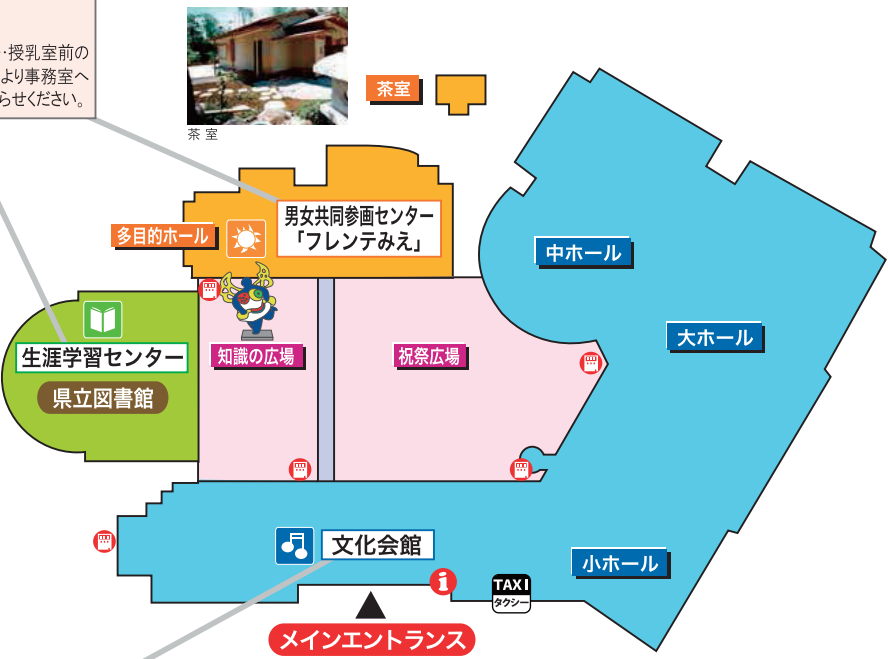 ・授乳室前の
より事務室へ
らせください。
茶室
茶室
男女共同参画センター
「フレンテみえ」
多目的ホール
中ホール
大ホール
生涯学習センター
県立図書館
知識の広場
祝祭広場
文化会館
小ホール
i
TAXI
タクシー
メインエントランス